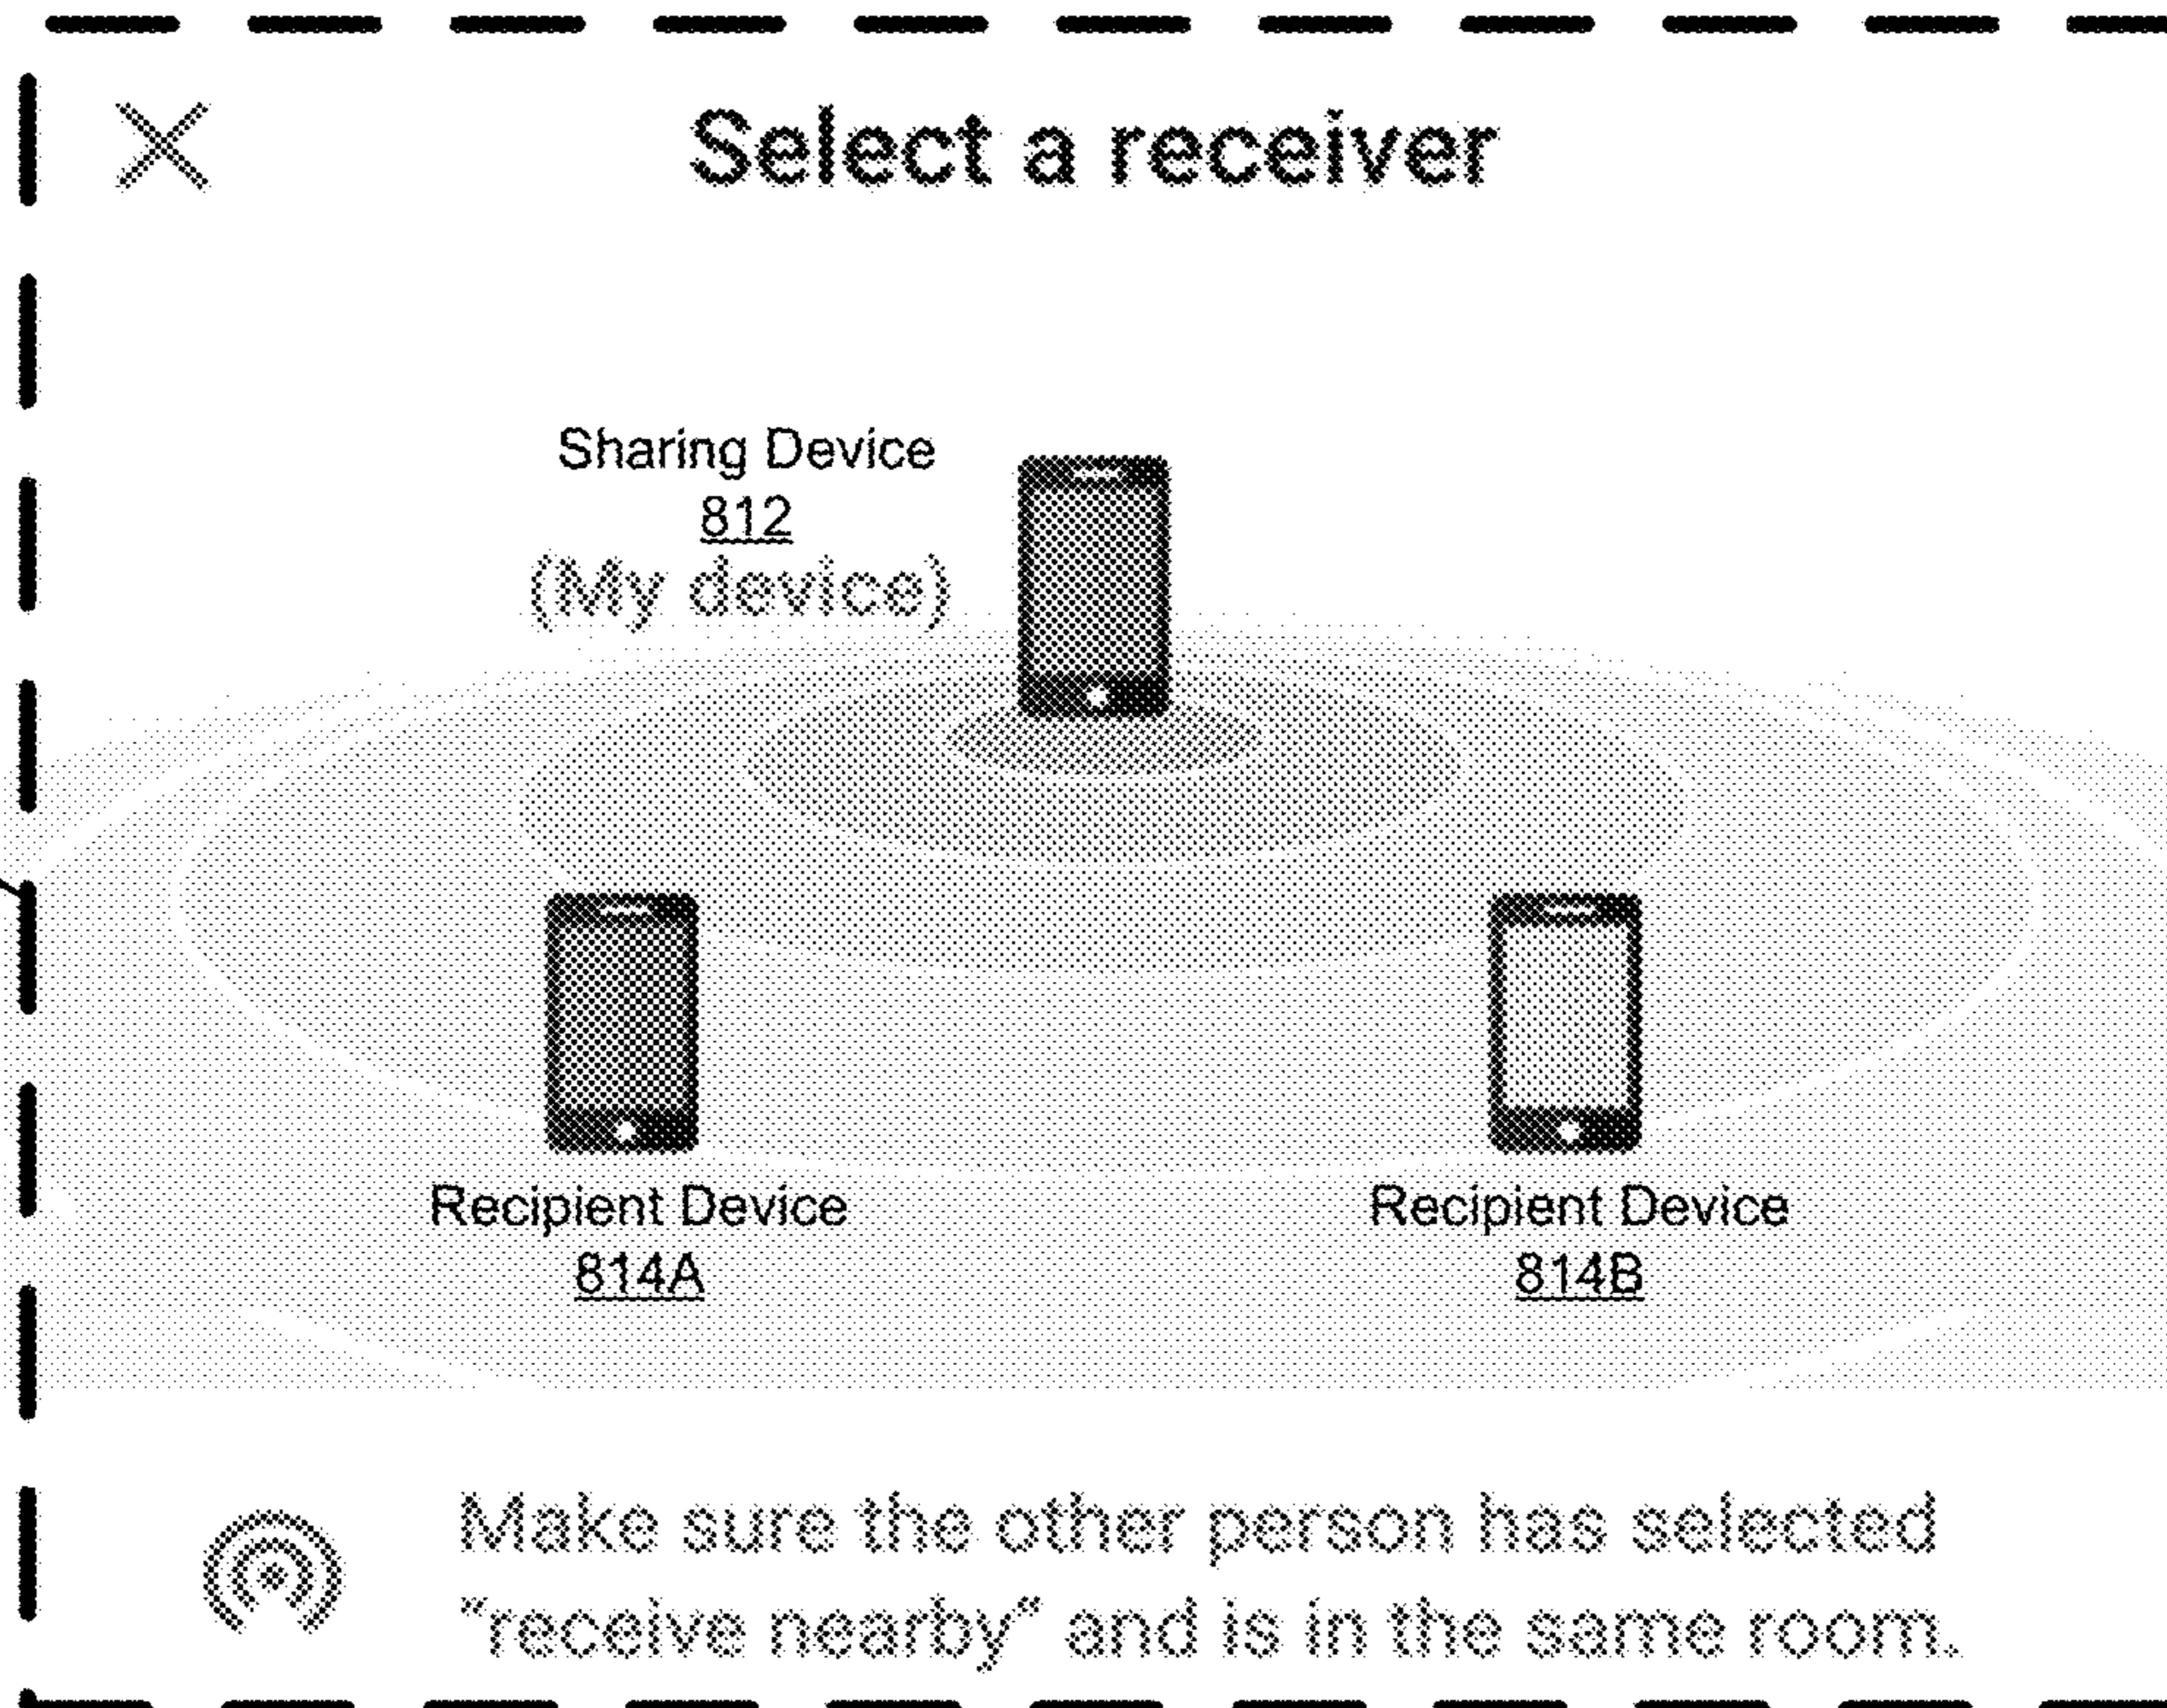 Select a receiver
Sharing Device
812
(My device)
Recipient Device
814A
Recipient Device
814B
Make sure the other person has selected
“receive nearby“ and is in the same room.